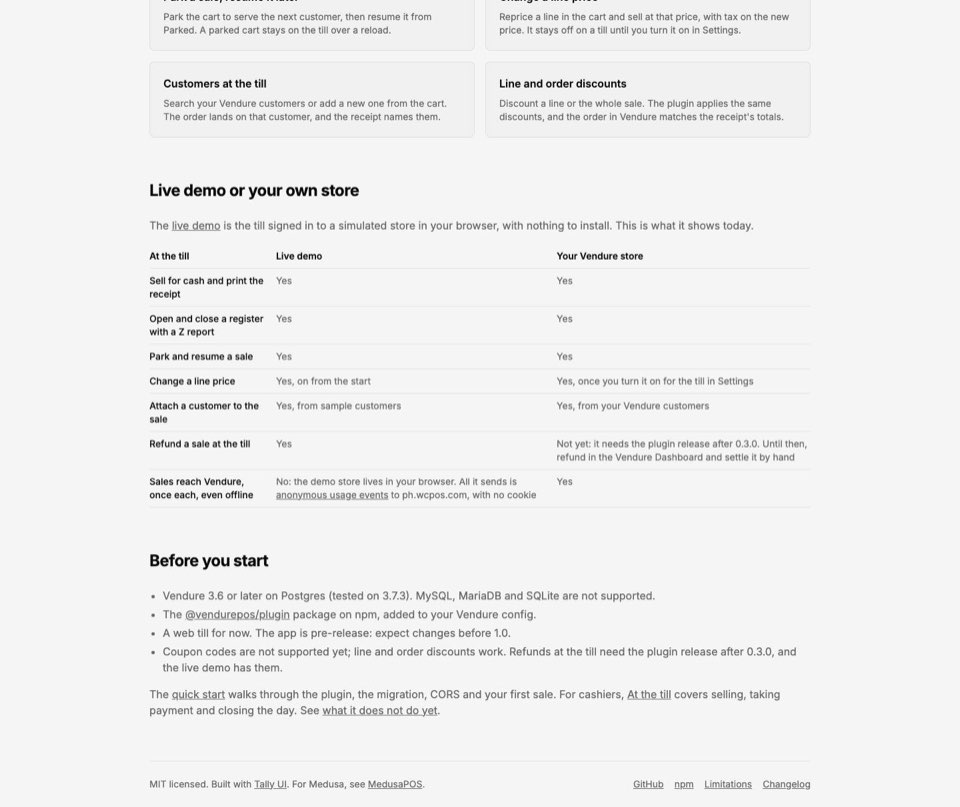 Park the cart to serve the next customer, then resume it from
Parked. A parked cart stays on the till over a reload.
Reprice a line in the cart and sell at that price, with tax on the new
price. It stays off on a till until you turn it on in Settings.
Customers at the till
Search your Vendure customers or add a new one from the cart.
The order lands on that customer, and the receipt names them.
Line and order discounts
Discount a line or the whole sale. The plugin applies the same
discounts, and the order in Vendure matches the receipt's totals.
Live demo or your own store
The live demo is the till signed in to a simulated store in your browser, with nothing to install. This is what it shows today.
At the till Live demo Your Vendure store
Sell for cash and print the receipt Yes Yes
Open and close a register with a Z report Yes Yes
Park and resume a sale Yes Yes
Change a line price Yes, on from the start Yes, once you turn it on for the till in Settings
Attach a customer to the sale Yes, from sample customers Yes, from your Vendure customers
Refund a sale at the till Yes Not yet: it needs the plugin release after 0.3.0. Until then, refund in the Vendure Dashboard and settle it by hand
Sales reach Vendure, once each, even offline No: the demo store lives in your browser. All it sends is anonymous usage events to ph.wcpos.com, with no cookie Yes
Before you start
• Vendure 3.6 or later on Postgres (tested on 3.7.3). MySQL, MariaDB and SQLite are not supported.
• The @vendurepos/plugin package on npm, added to your Vendure config.
• A web till for now. The app is pre-release: expect changes before 1.0.
• Coupon codes are not supported yet; line and order discounts work. Refunds at the till need the plugin release after 0.3.0, and
the live demo has them.
The quick start walks through the plugin, the migration, CORS and your first sale. For cashiers, At the till covers selling, taking
payment and closing the day. See what it does not do yet.
MIT licensed. Built with Tally UI. For Medusa, see MedusaPOS.
GitHub npm Limitations Changelog